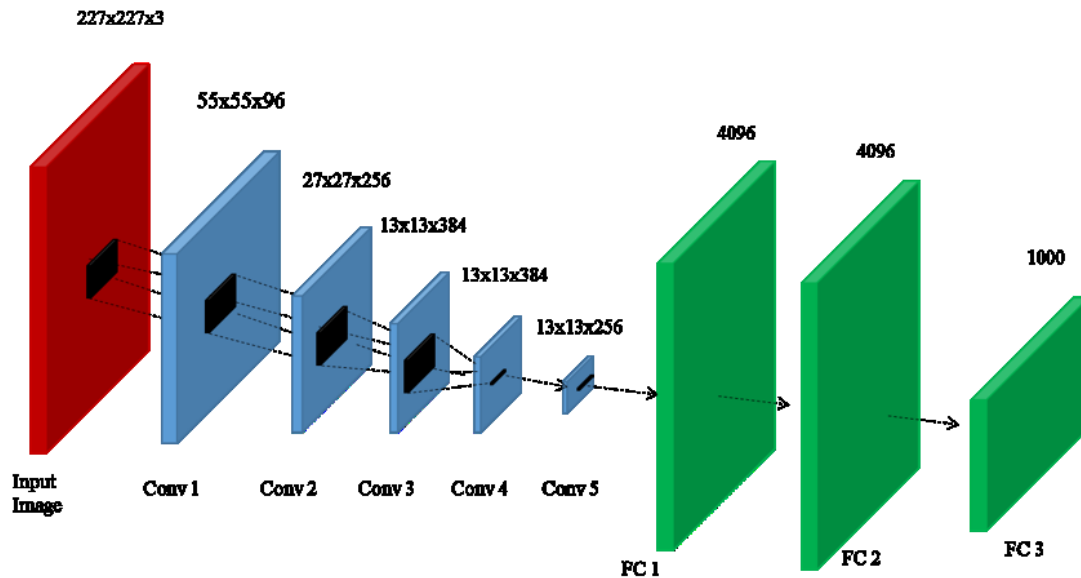 227x227x3
55x55x96
27x27x256
13x13x384
13x13x384
13x13x256
4096
4096
1000
Input
Image
Conv 1
Conv 2
Conv 3
Conv 4
Conv 5
FC 1
FC 2
FC 3